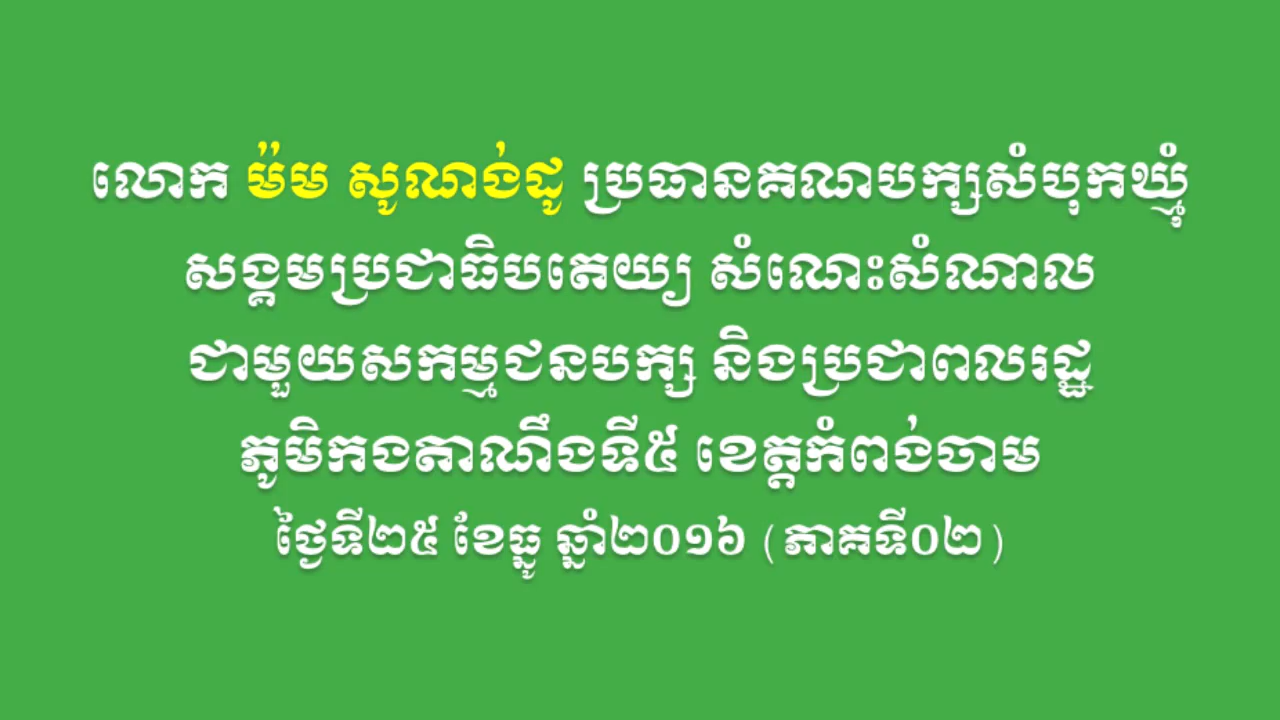 លោក ម៉ម សូណង់ដូ ប្រធានគណបក្សសំបុកឃ្មុំ
សង្គមប្រជាធិបតេយ្យ សំណេះសំណាល
ជាមួយសកម្មជនបក្ស និងប្រជាពលរដ្ឋ
ភូមិកងតាណឹងទី៥ ខេត្តកំពង់ចាម
ថ្ងៃទី២៥ ខែធ្នូ ឆ្នាំ២០១៦ (ភាគទី០២)